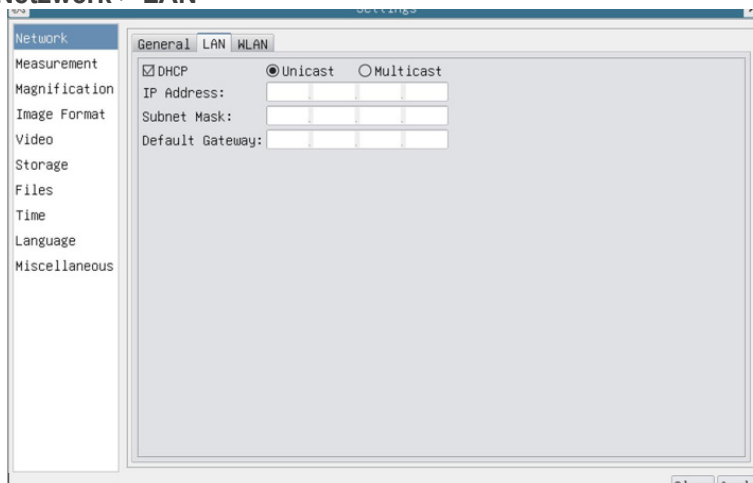 Settings
Network
Measurement
Magnification
Image Format
Video
Storage
Files
Time
Language
Miscellaneous
General LAN WLAN
DHCP Unicast Multicast
IP Address:
Subnet Mask:
Default Gateway: